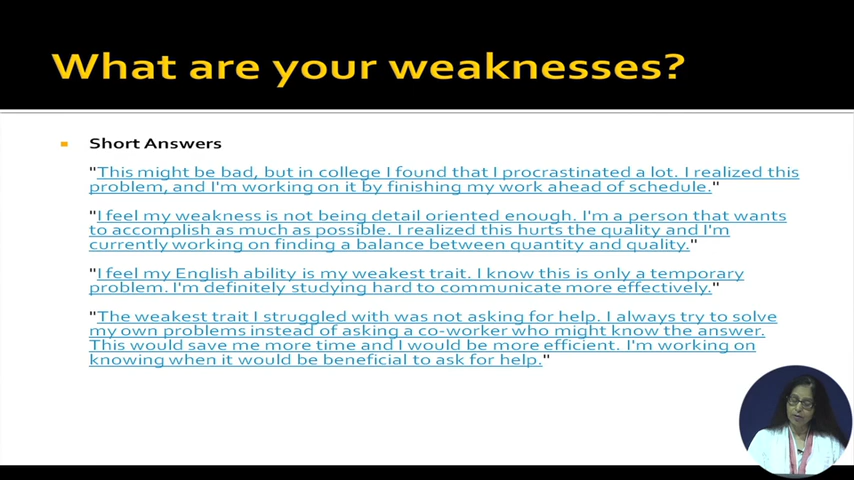 What are your weaknesses?
Short Answers
"This might be bad, but in college I found that I procrastinated a lot. I realized this
problem, and I'm working on it by finishing my work ahead of schedule."
"I feel my weakness is not being detail oriented enough. I'm a person that wants
to accomplish as much as possible. I realized this hurts the quality and I'm
currently working on finding a balance between quantity and quality."
"I feel my English ability is my weakest trait. I know this is only a temporary
problem. I'm definitely studying hard to communicate more effectively."
"The weakest trait I struggled with was not asking for help. I always try to solve
my own problems instead of asking a co-worker who might know the answer.
This would save me more time and I would be more efficient. I'm working on
knowing when it would be beneficial to ask for help."